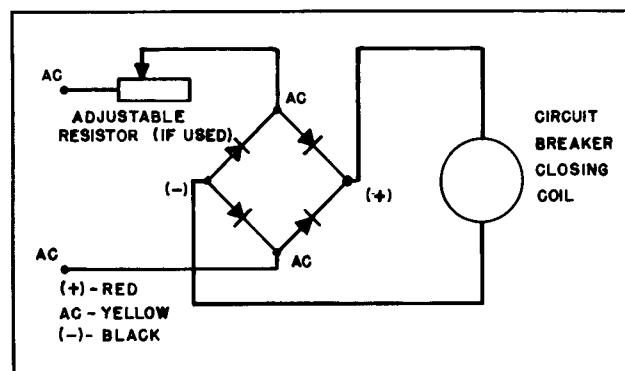 AC
ADJUSTABLE
RESISTOR (IF USED)
AC
(-)
(+)
AC
CIRCUIT
BREAKER
CLOSING
COIL
AC
(+)-RED
AC-YELLOW
(-)-BLACK